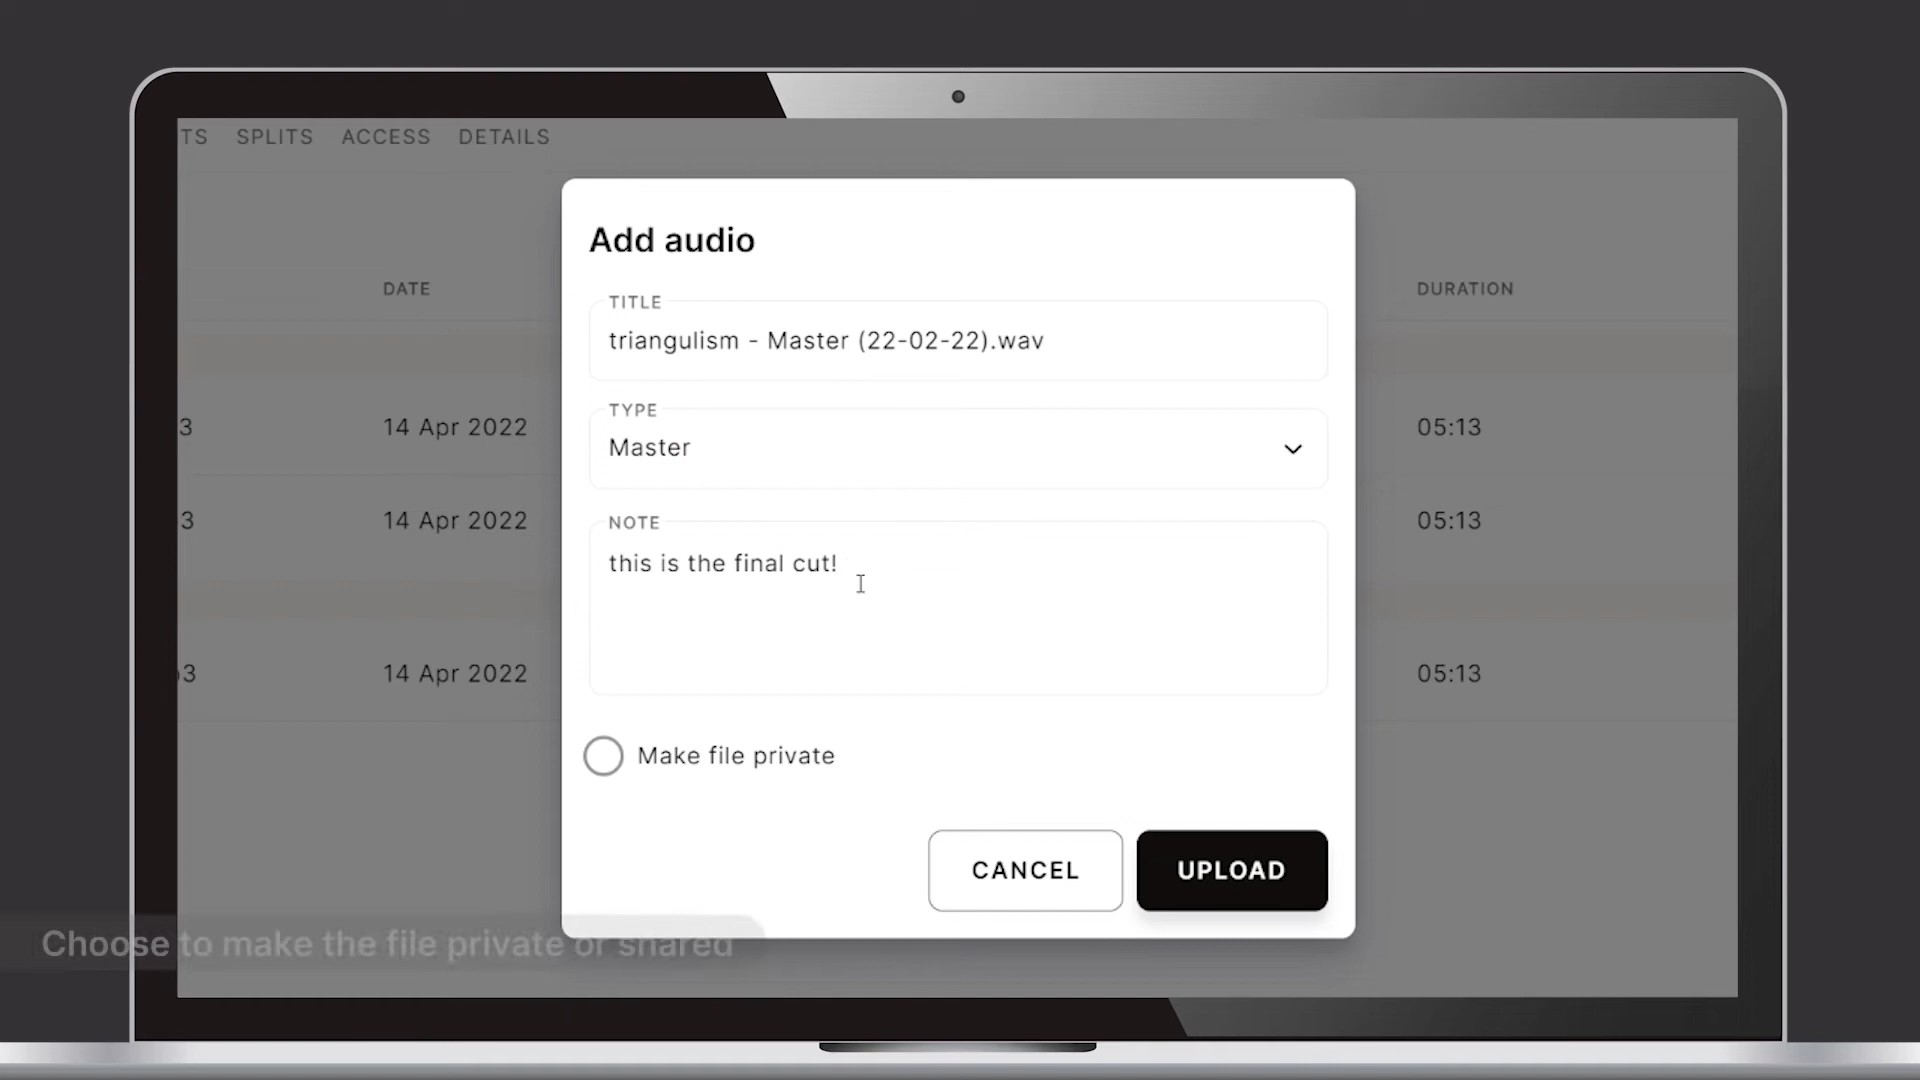 TS SPLITS ACCESS DETAILS
Add audio
DATE
DURATION
TITLE
triangulism - Master (22-02-22).wav
TYPE
Master
3 14 Apr 2022 05:13
NOTE
this is the final cut!
3 14 Apr 2022 05:13
3 14 Apr 2022 05:13
Make file private
CANCEL
UPLOAD
Choose to make the file private or shared